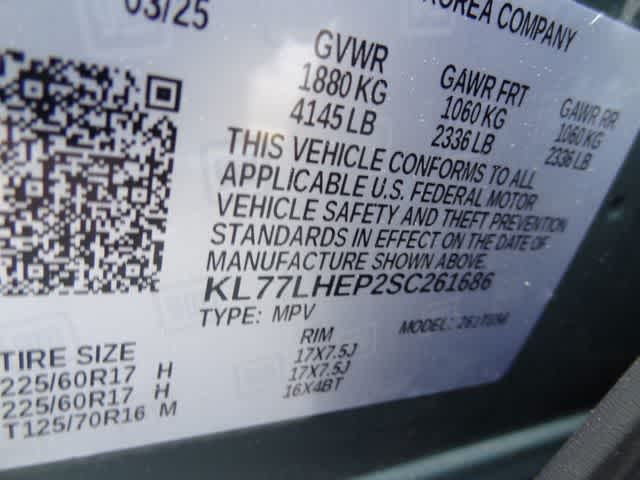 03/25
KOREA COMPANY
GVWR
1880 KG
4145 LB
GAWR FRT
1060 KG
2336 LB
GAWR RR
1060 KG
2336 LB
THIS VEHICLE CONFORMS TO ALL
APPLICABLE U.S. FEDERAL MOTOR
VEHICLE SAFETY AND THEFT PREVENTION
STANDARDS IN EFFECT ON THE DATE OF
MANUFACTURE SHOWN ABOVE.
KL77LHEP2SC261686
TYPE: MPV
MODEL:
TIRE SIZE
RIM
225/60R17 H 17X7.5J
225/60R17 H 17X7.5J
T125/70R16 M 16X4BT